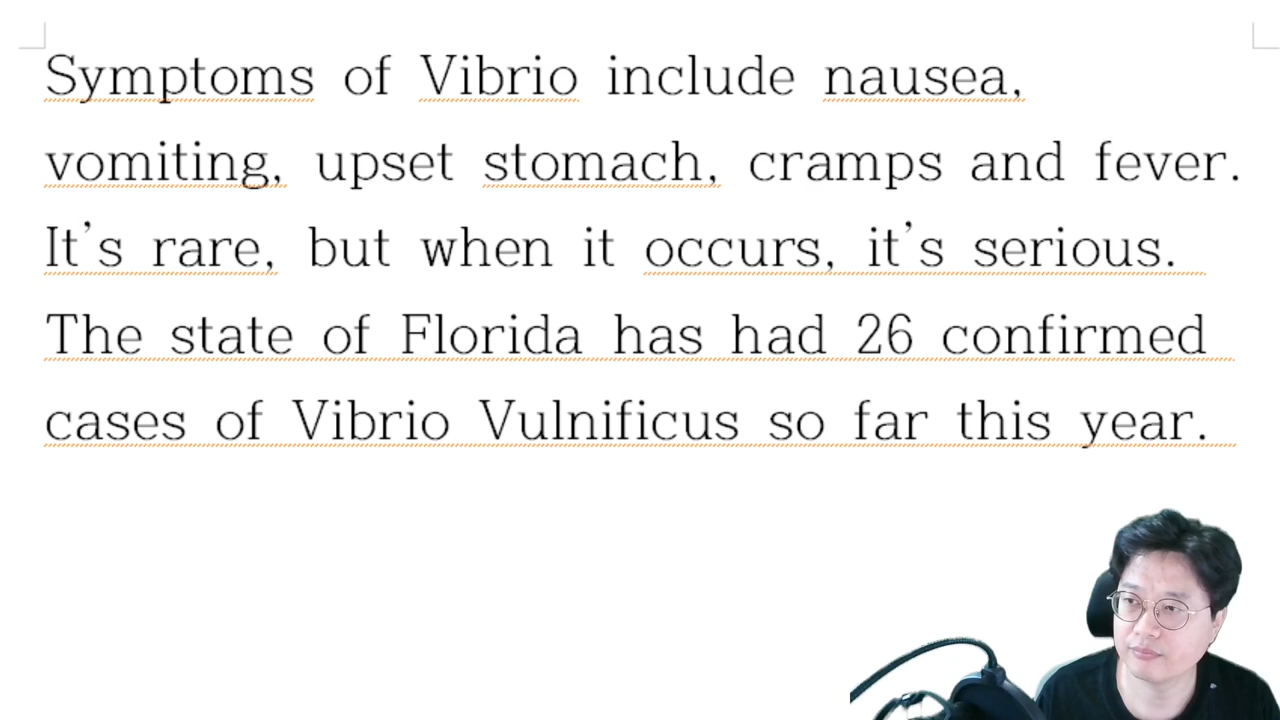 Symptoms of Vibrio include nausea,
vomiting, upset stomach, cramps and fever.
It's rare, but when it occurs, it's serious.
The state of Florida has had 26 confirmed
cases of Vibrio Vulnificus so far this year.